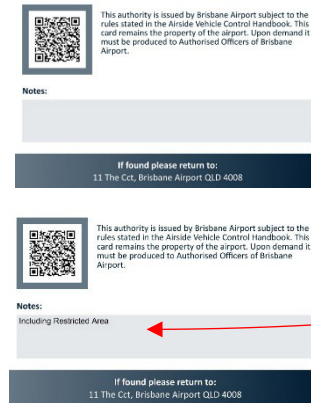 This authority is issued by Brisbane Airport subject to the
rules stated in the Airside Vehicle Control Handbook. This
card remains the property of the airport. Upon demand it
must be produced to Authorised Officers of Brisbane
Airport.
Notes:
If found please return to:
11 The Cct, Brisbane Airport QLD 4008
This authority is issued by Brisbane Airport subject to the
rules stated in the Airside Vehicle Control Handbook. This
card remains the property of the airport. Upon demand it
must be produced to Authorised Officers of Brisbane
Airport.
Notes:
Including Restricted Area
If found please return to:
11 The Cct, Brisbane Airport QLD 4008